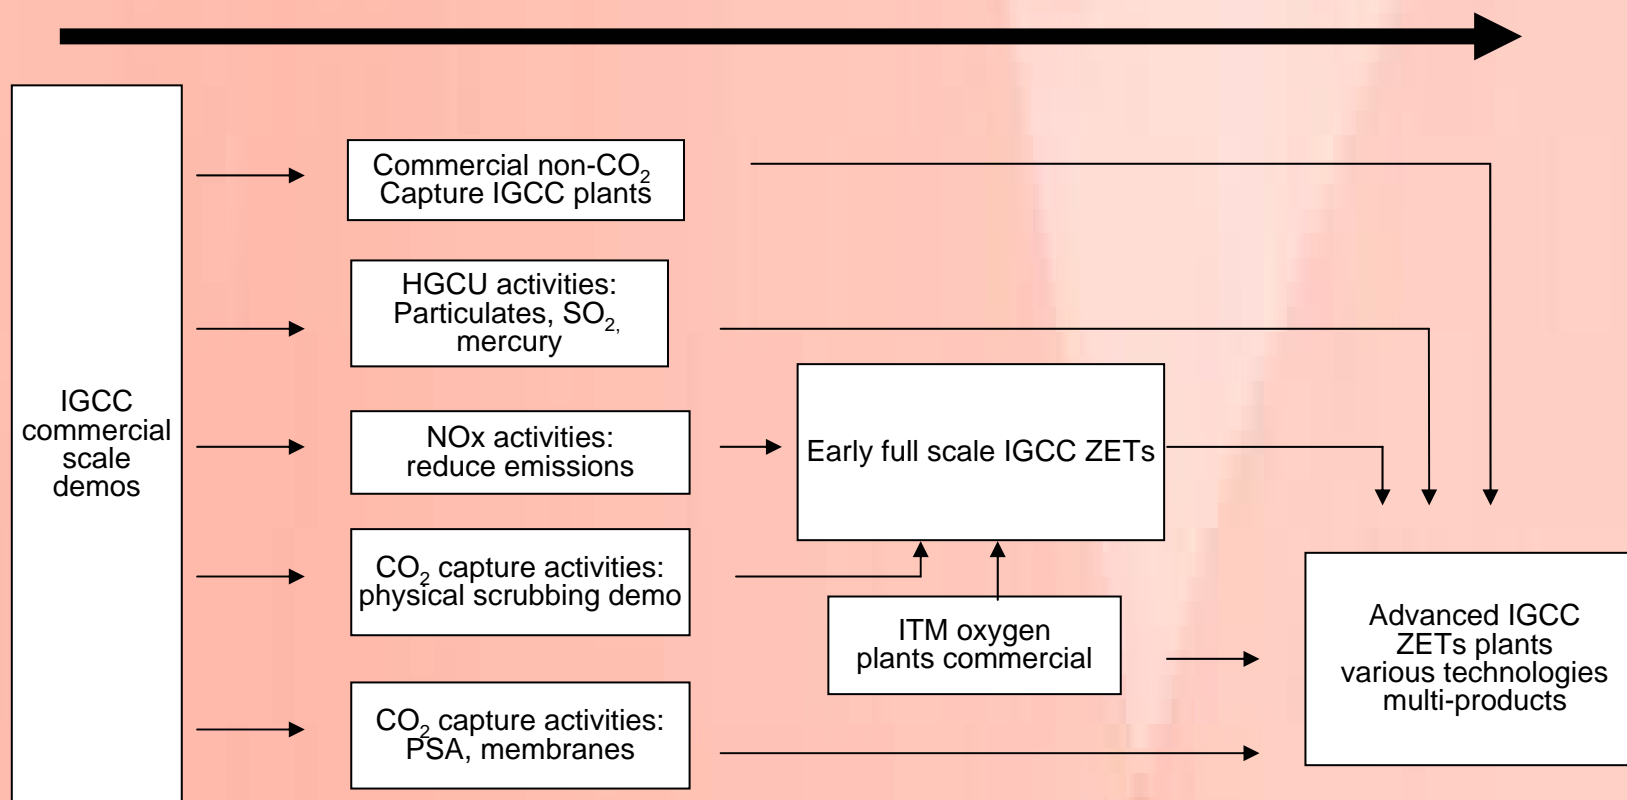 IGCC
commercial
scale
demos
Commercial non-CO₂
Capture IGCC plants
HGCU activities:
Particulates, SO₂,
mercury
NOx activities:
reduce emissions
CO₂ capture activities:
physical scrubbing demo
CO₂ capture activities:
PSA, membranes
Early full scale IGCC ZETs
ITM oxygen
plants commercial
Advanced IGCC
ZETs plants
various technologies
multi-products